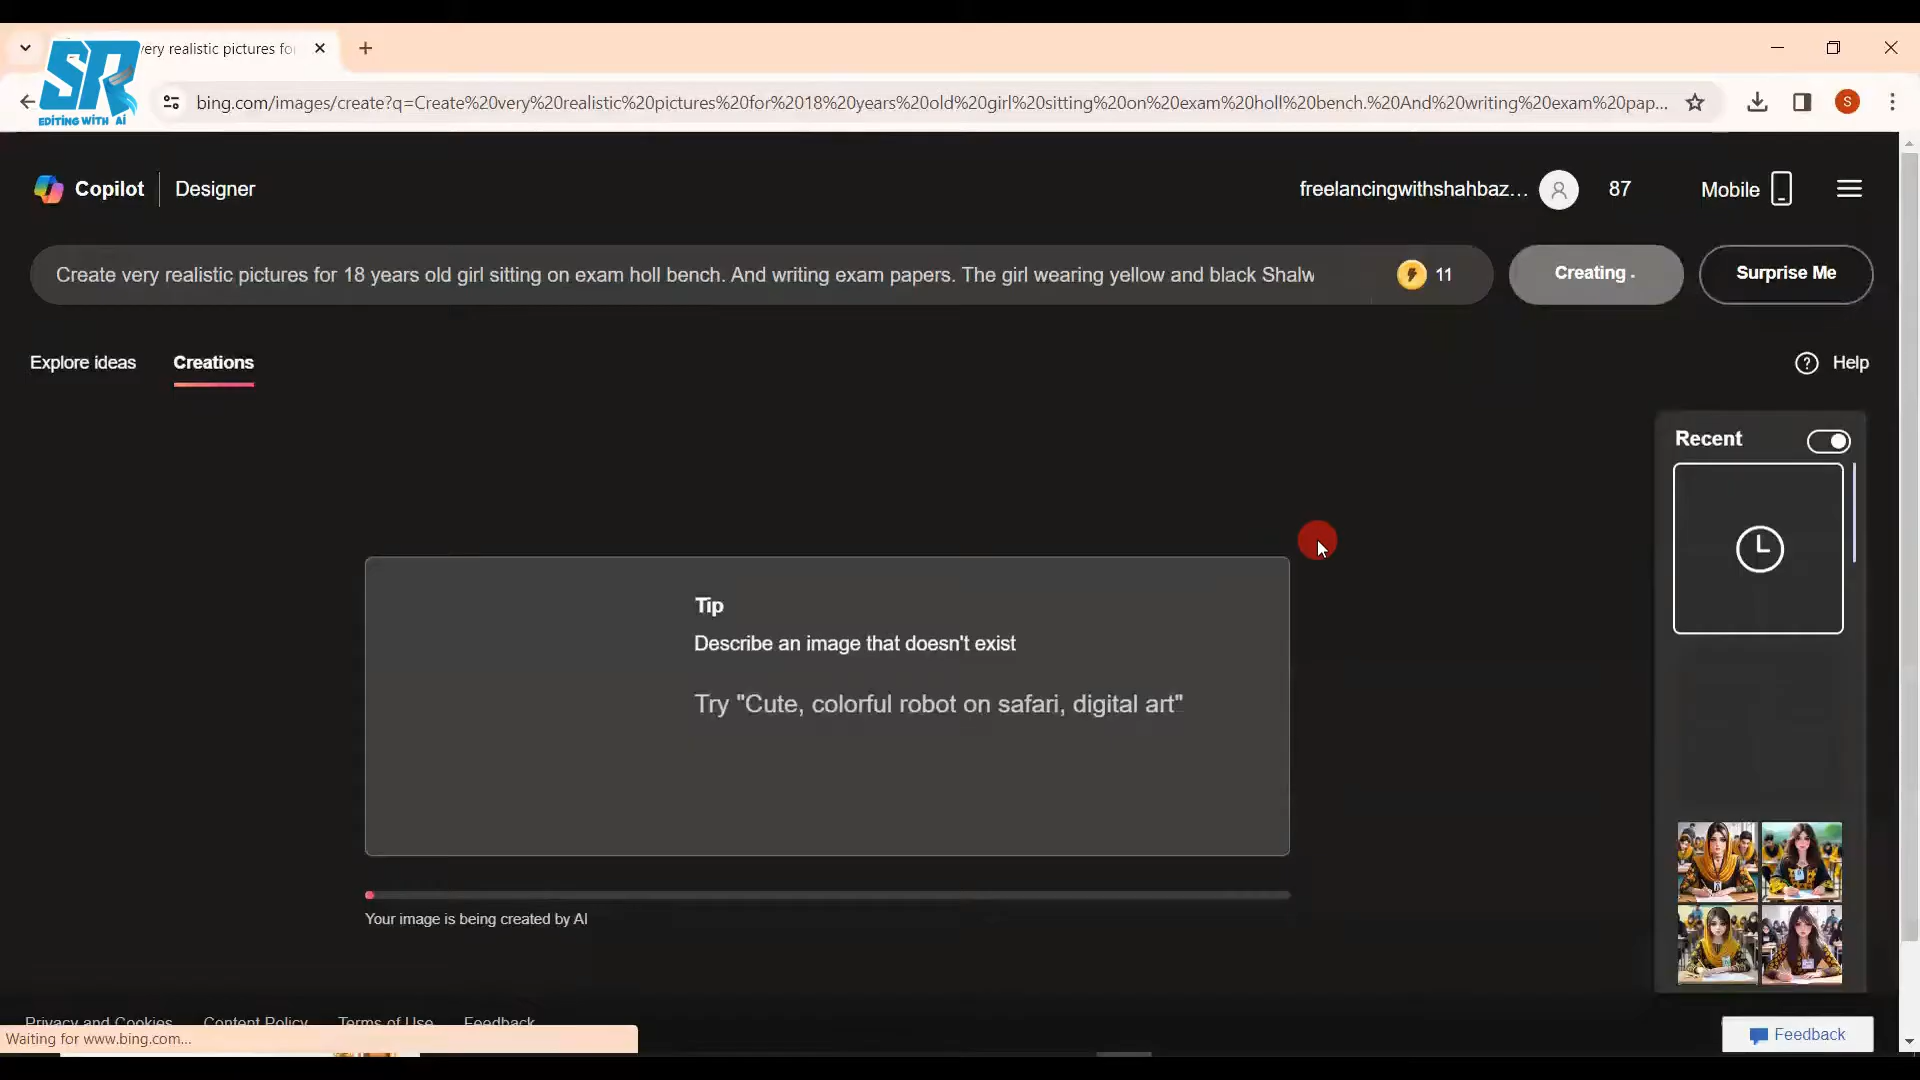 SR
EDITING WITH AI
very realistic pictures fo
bing.com/images/create?q=Create%20very%20realistic%20pictures%20for%2018%20years%20old%20girl%20sitting%20on%20exam%20holl%20bench.%20And%20writing%20exam%20pap...
S
Copilot
Designer
freelancingwithshahbaz...
87
Mobile
Create very realistic pictures for 18 years old girl sitting on exam holl bench. And writing exam papers. The girl wearing yellow and black Shalw
11
Creating .
Surprise Me
Explore ideas
Creations
Help
Recent
Tip
Describe an image that doesn't exist
Try "Cute, colorful robot on safari, digital art"
Your image is being created by AI
Privacy and Cookies
Content Policy
Terms of Use
Feedback
Waiting for www.bing.com...
Feedback